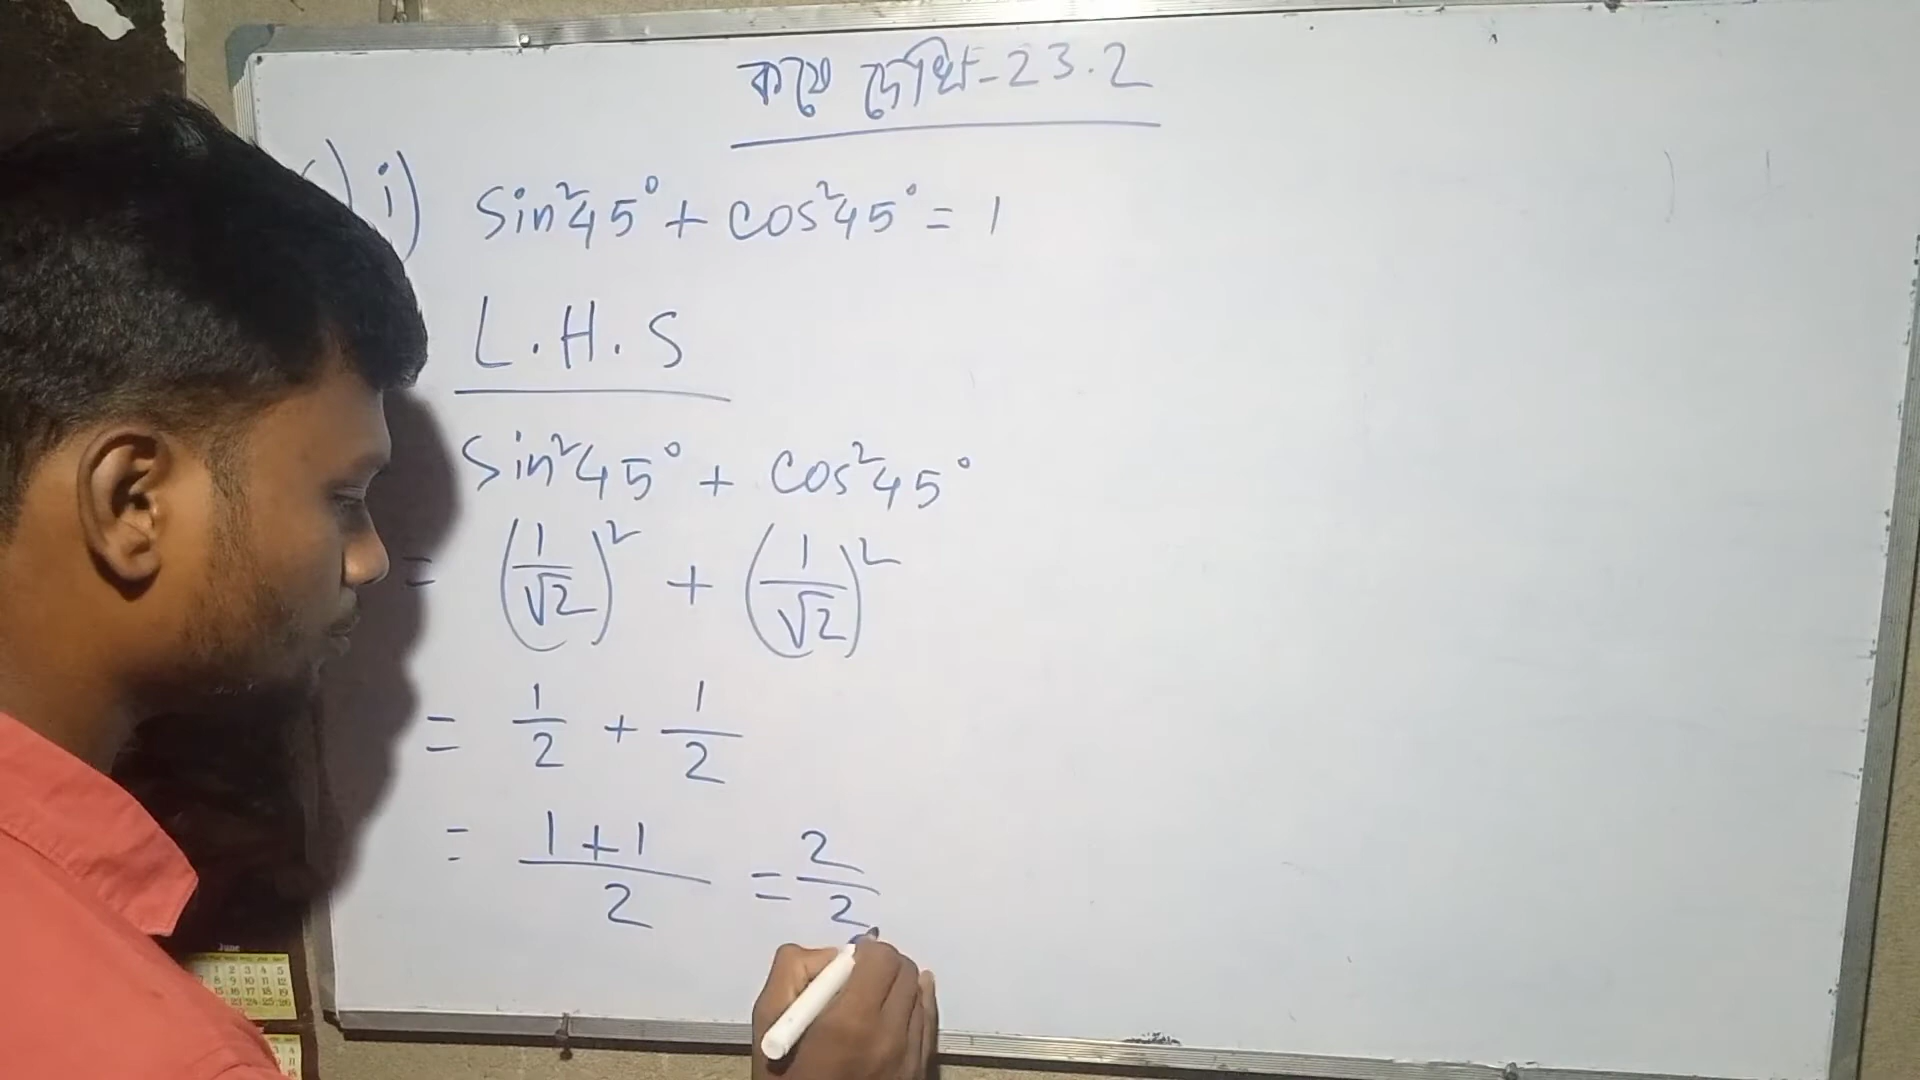 কষে দেখি-23.2
) i) Sin²45° + cos²45° = 1
L.H.S
Sin²45° + cos²45°
= (1/√2)² + (1/√2)²
= 1/2 + 1/2
= 1+1/2 = 2/2
June